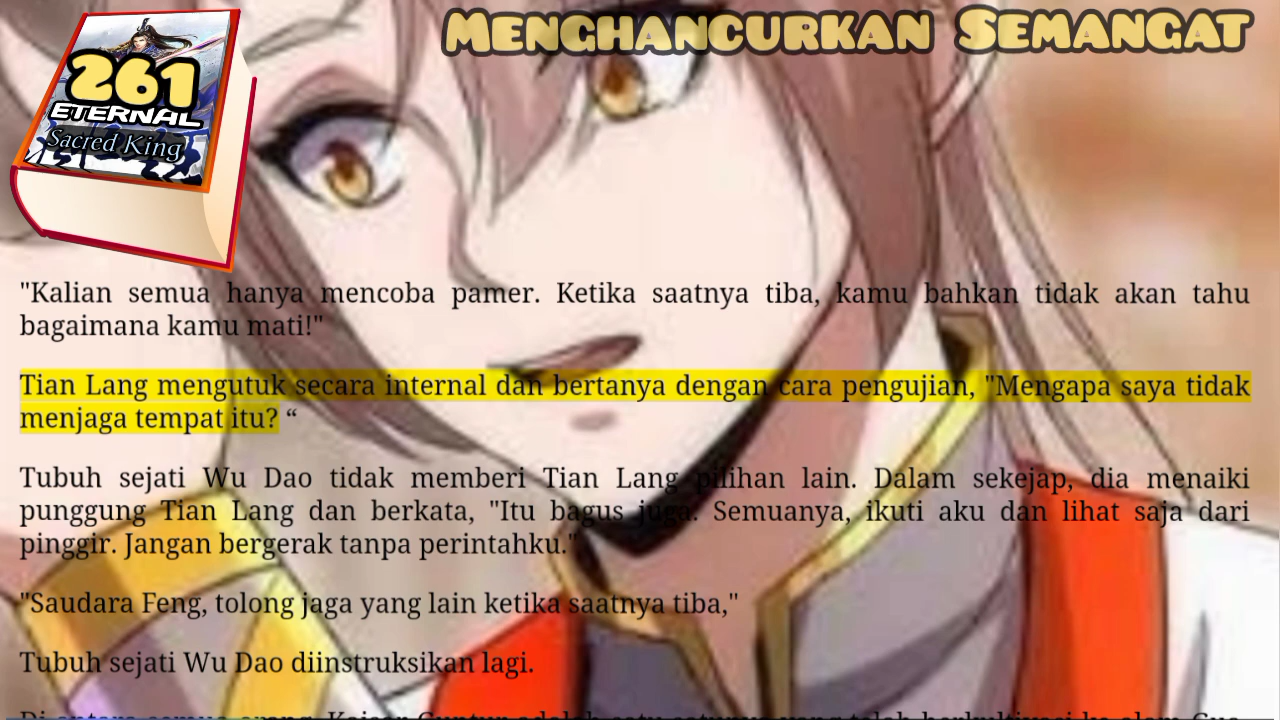 MENGHANCURKAN SEMANGAT
261
ETERNAL
Sacred King
"Kalian semua hanya mencoba pamer. Ketika saatnya tiba, kamu bahkan tidak akan tahu
bagaimana kamu mati!"
Tian Lang mengutuk secara internal dan bertanya dengan cara pengujian, "Mengapa saya tidak
menjaga tempat itu? “
Tubuh sejati Wu Dao tidak memberi Tian Lang pilihan lain. Dalam sekejap, dia menaiki
punggung Tian Lang dan berkata, "Itu bagus juga. Semuanya, ikuti aku dan lihat saja dari
pinggir. Jangan bergerak tanpa perintahku."
"Saudara Feng, tolong jaga yang lain ketika saatnya tiba,"
Tubuh sejati Wu Dao diinstruksikan lagi.